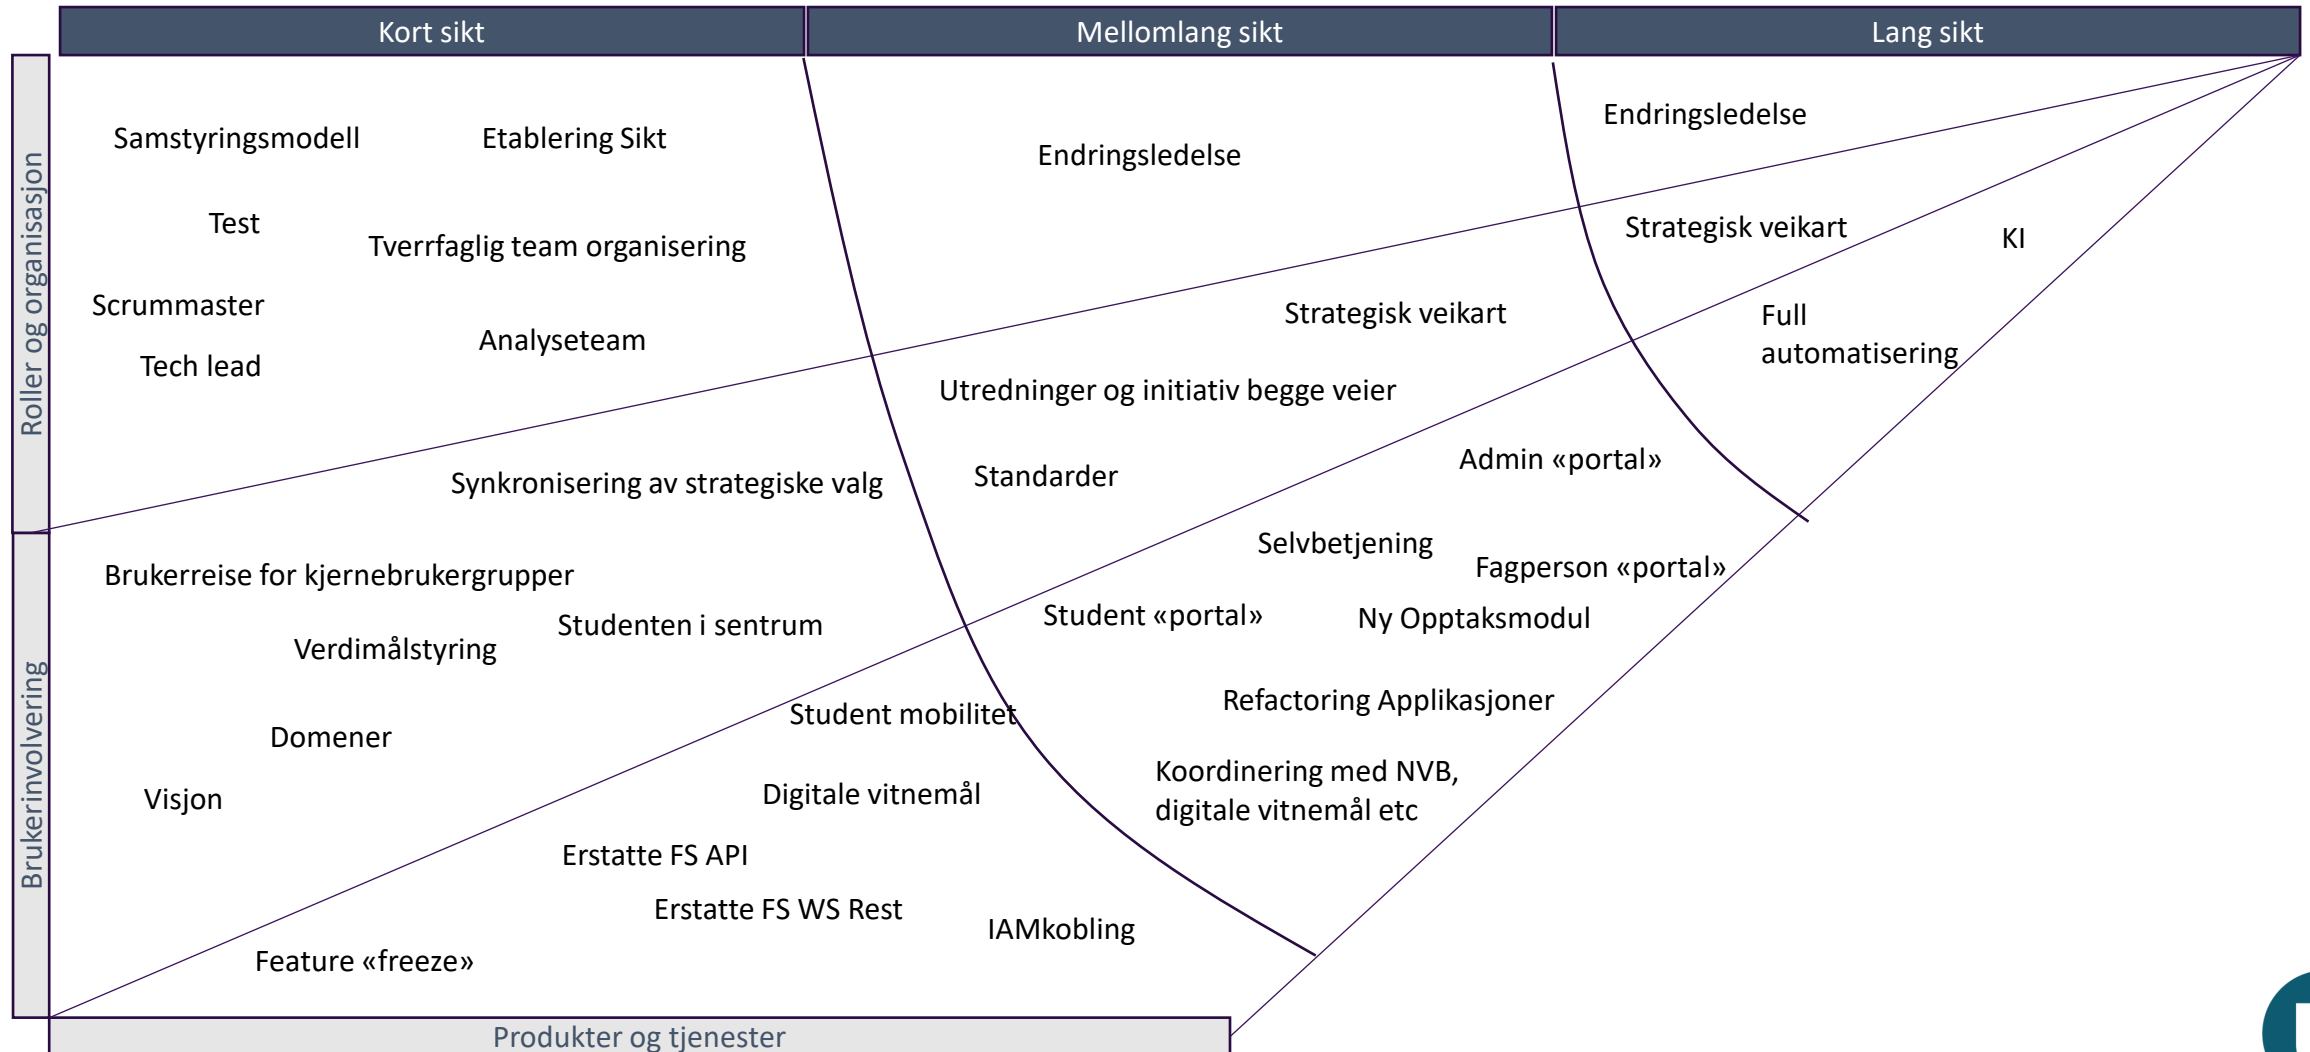 Kort sikt
Mellomlang sikt
Lang sikt
Roller og organisasjon
Samstyringsmodell
Etablering Sikt
Test
Tverrfaglig team organisering
Scrummaster
Analyseteam
Tech lead
Endringsledelse
Endringsledelse
Brukerinvolvering
Synkronisering av strategiske valg
Brukerreise for kjernebrukergrupper
Studenten i sentrum
Verdimålstyring
Domener
Visjon
Strategisk veikart
Utredninger og initiativ begge veier
Standarder
Strategisk veikart
Produkter og tjenester
Student mobilitet
Digitale vitnemål
Erstatte FS API
Erstatte FS WS Rest
IAMkobling
Feature «freeze»
Admin «portal»
Selvbetjening
Fagperson «portal»
Student «portal»
Ny Opptaksmodul
Refactoring Applikasjoner
Koordinering med NVB,
digitale vitnemål etc
KI
Full
automatisering